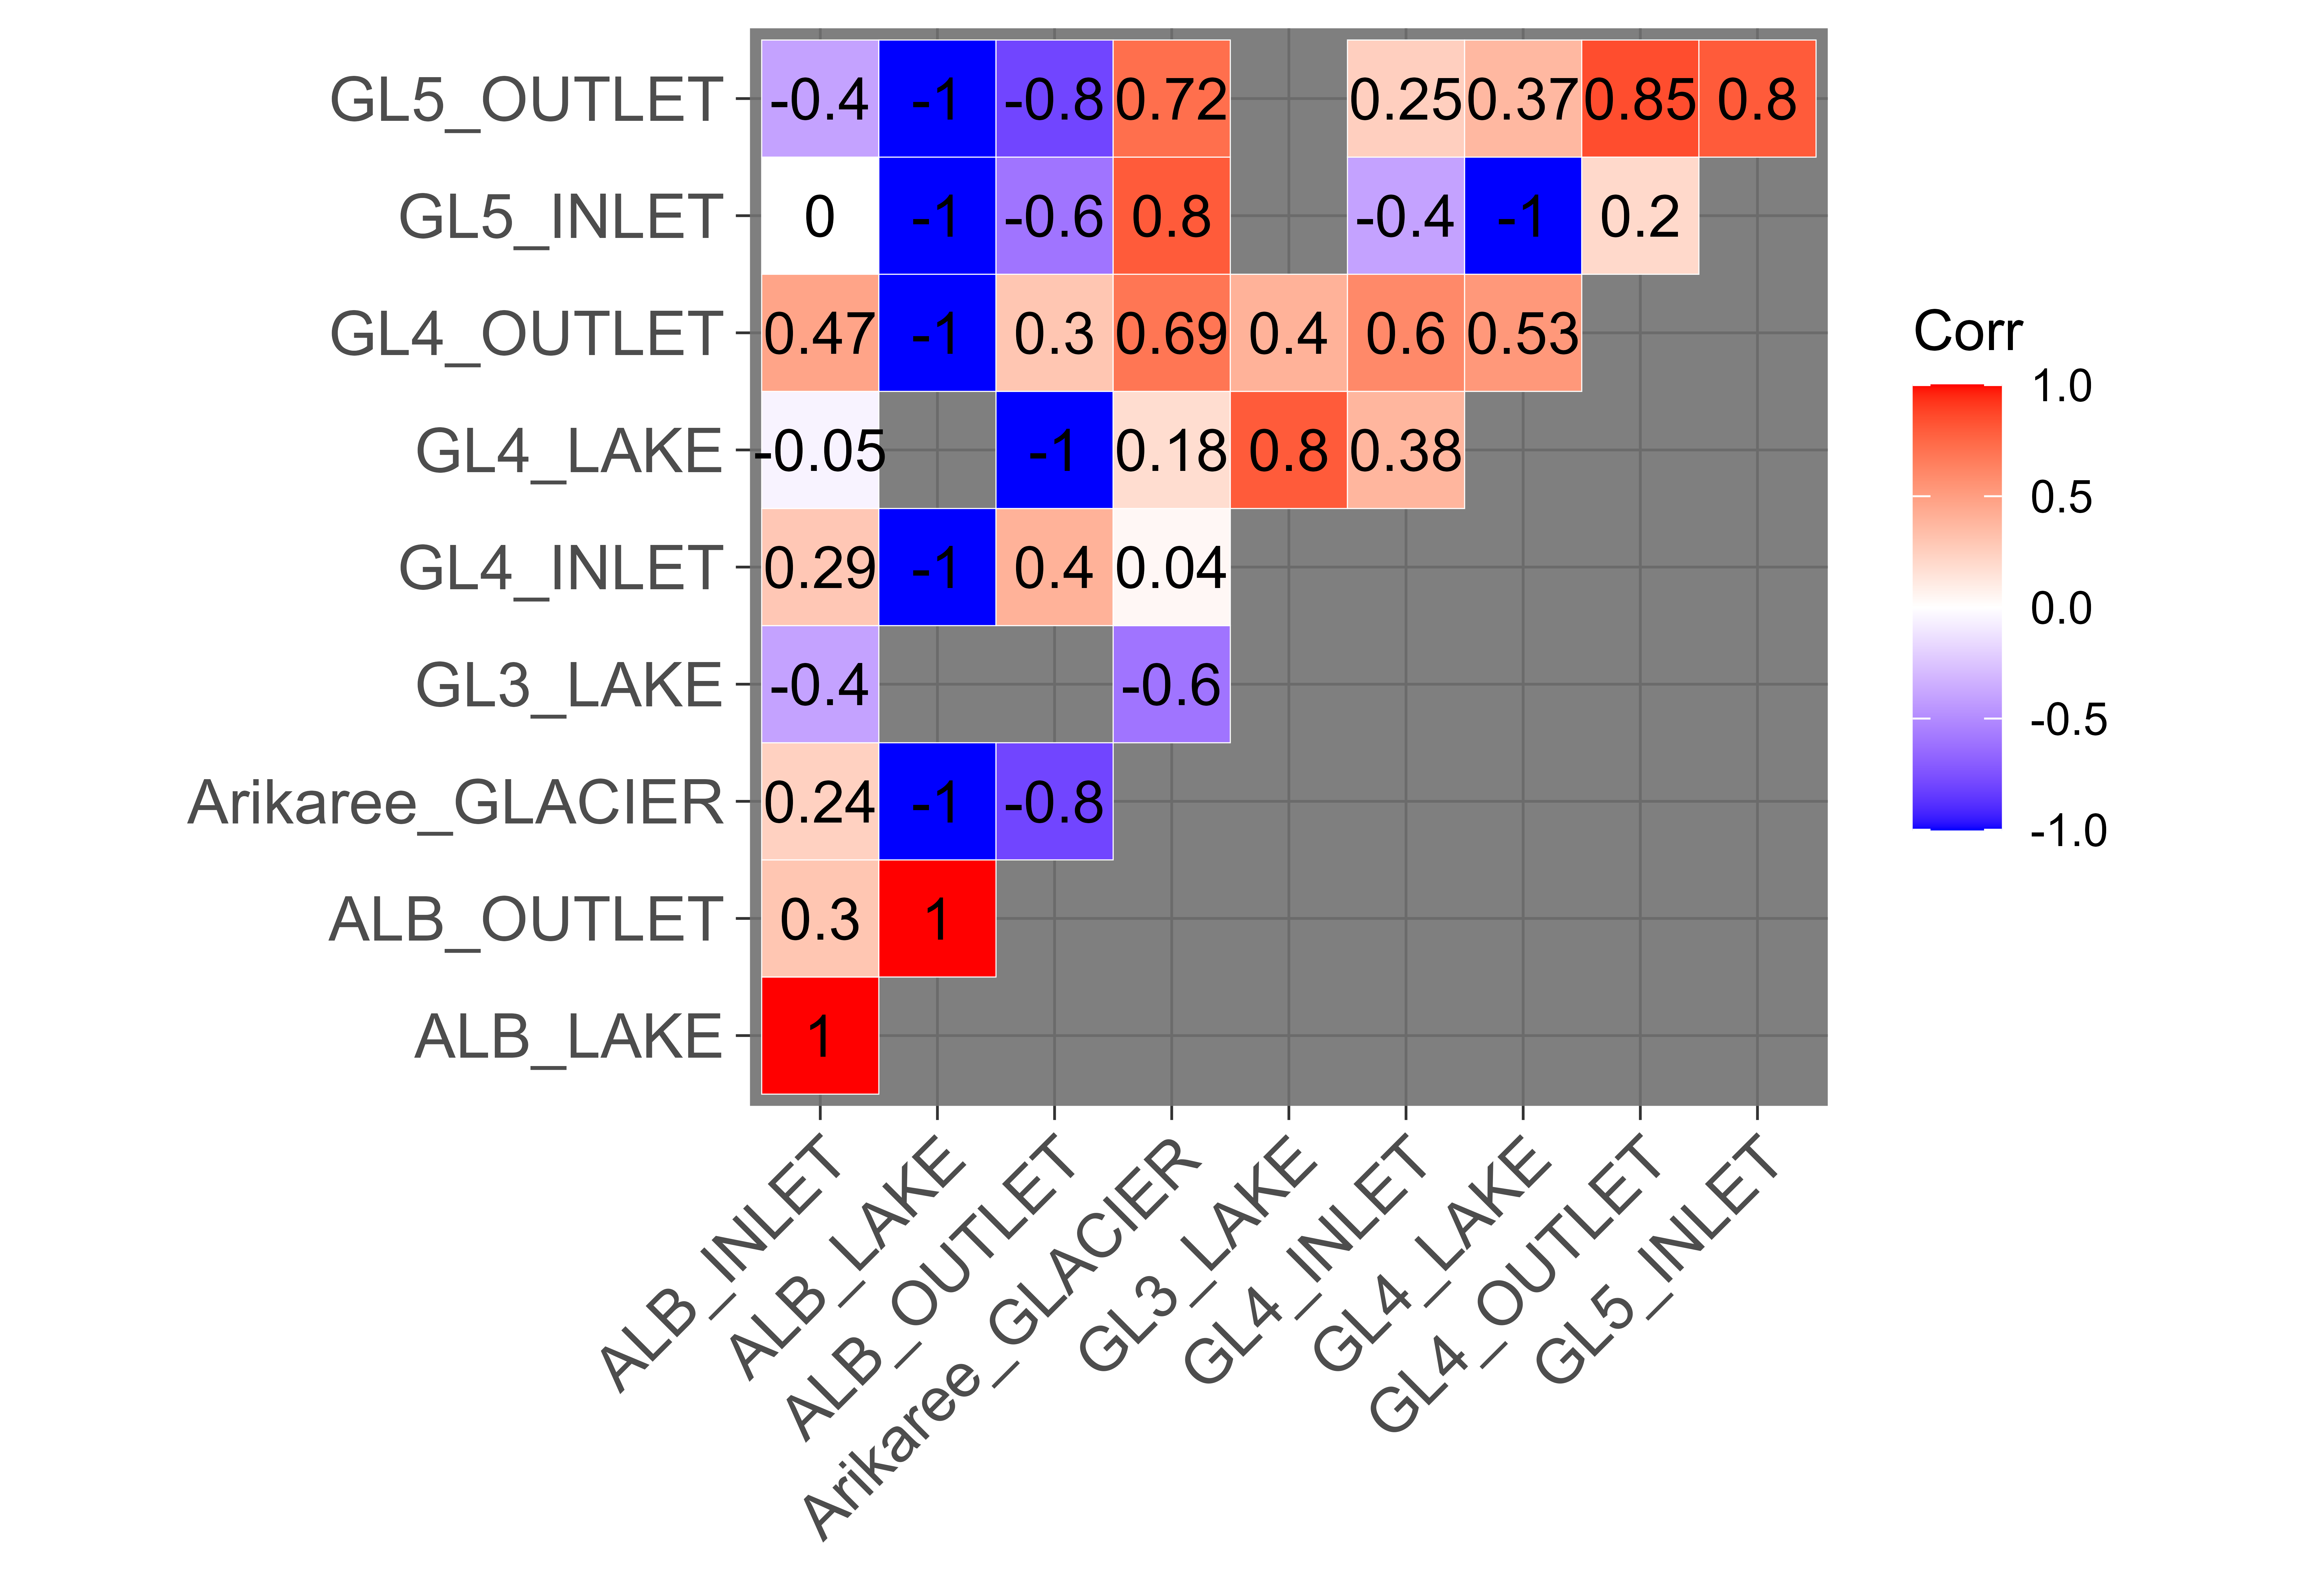 GL5_OUTLET -0.4 -1 -0.8 0.72 0.25 0.37 0.85 0.8
GL5_INLET 0 -1 -0.6 0.8 -0.4 -1 0.2
GL4_OUTLET 0.47 -1 0.3 0.69 0.4 0.6 0.53
GL4_LAKE -0.05 -1 0.18 0.8 0.38
GL4_INLET 0.29 -1 0.4 0.04
GL3_LAKE -0.4 -0.6
Arikaree_GLACIER 0.24 -1 -0.8
ALB_OUTLET 0.3 1
ALB_LAKE 1
ALB_INLET
ALB_LAKE
ALB_OUTLET
Arikaree_GLACIER
GL3_LAKE
GL4_INLET
GL4_LAKE
GL4_OUTLET
GL5_INLET
Corr
1.0
0.5
0.0
-0.5
-1.0